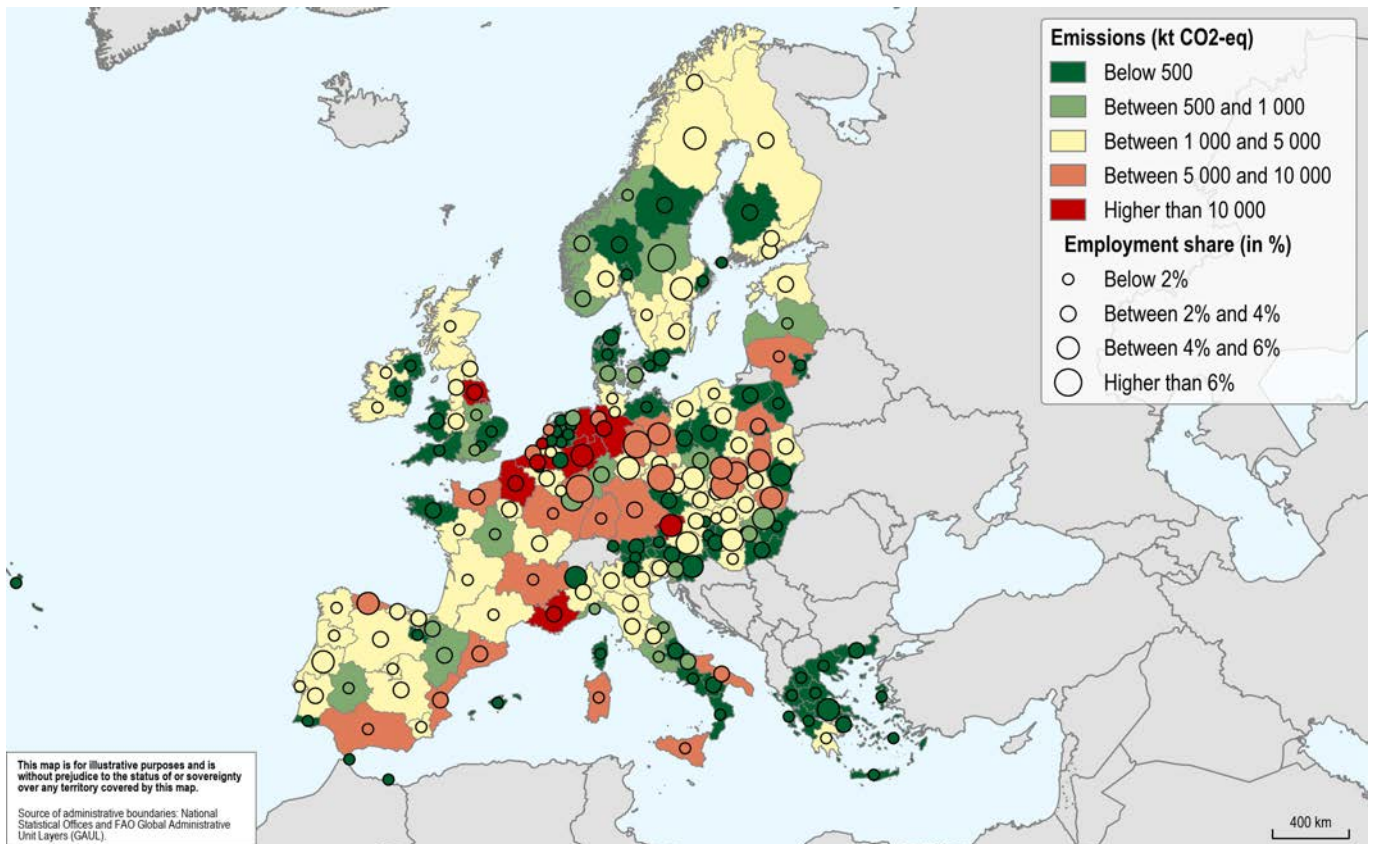 Emissions (kt CO2-eq)
Below 500
Between 500 and 1 000
Between 1 000 and 5 000
Between 5 000 and 10 000
Higher than 10 000
Employment share (in %)
Below 2%
Between 2% and 4%
Between 4% and 6%
Higher than 6%
This map is for illustrative purposes and is
without prejudice to the status of or sovereignty
over any territory covered by this map.
Source of administrative boundaries: National
Statistical Offices and FAO Global Administrative
Unit Layers (GAUL).
400 km